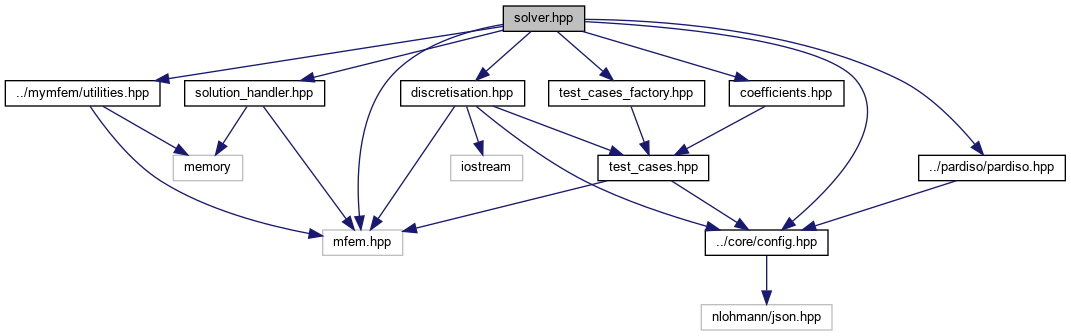 solver.hpp
../mymfem/utilities.hpp
solution_handler.hpp
discretisation.hpp
test_cases_factory.hpp
coefficients.hpp
memory
iostream
test_cases.hpp
../pardiso/pardiso.hpp
mfem.hpp
../core/config.hpp
nlohmann/json.hpp